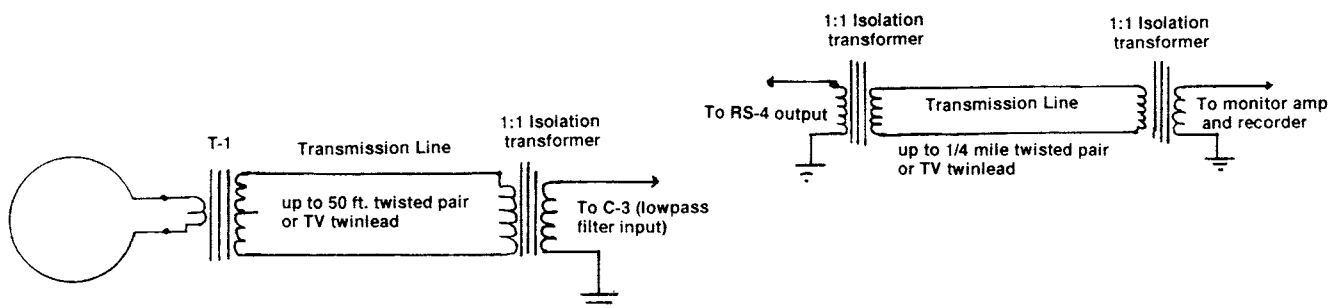 T-1
Transmission Line
1:1 Isolation
transformer
up to 50 ft. twisted pair
or TV twinlead
To C-3 (lowpass
filter input)
1:1 Isolation
transformer
1:1 Isolation
transformer
To RS-4 output
Transmission Line
up to 1/4 mile twisted pair
or TV twinlead
To monitor amp
and recorder